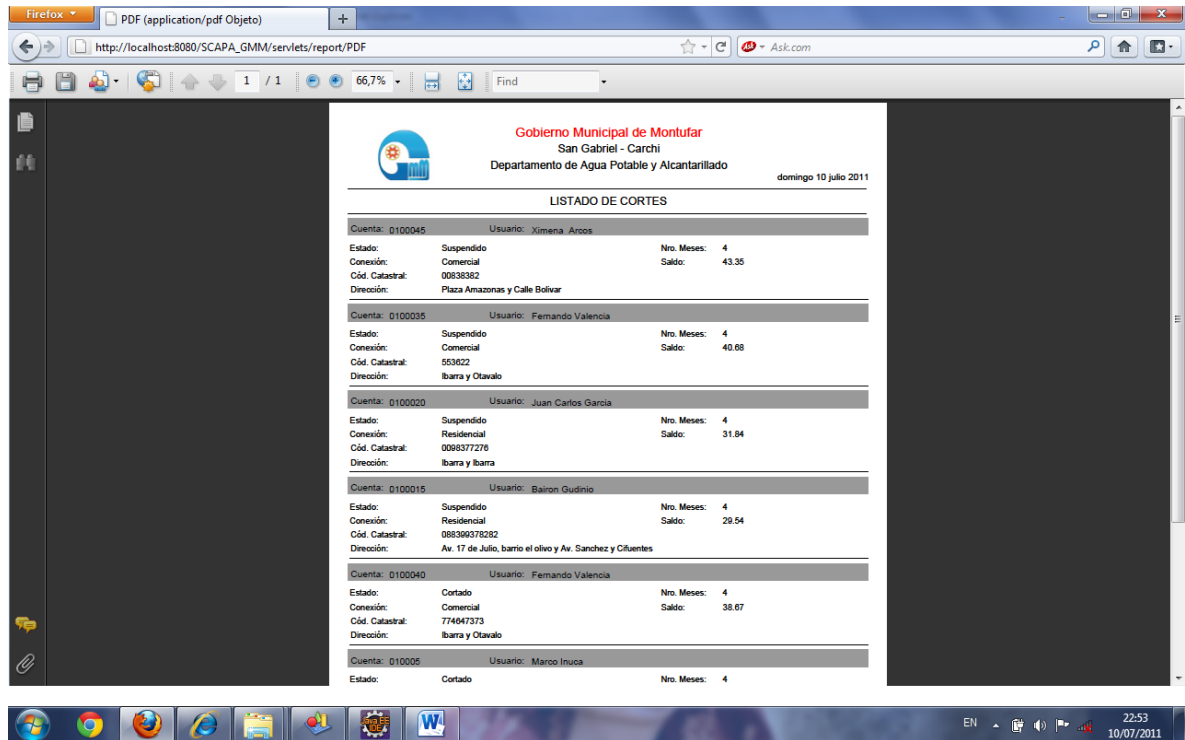 Firefox
PDF (application/pdf Objeto)
http://localhost:8080/SCAPA_GMM/servlets/report/PDF
Ask.com
1 / 1
66,7%
Find
Gobierno Municipal de Montufar
San Gabriel - Carchi
Departamento de Agua Potable y Alcantarillado
domingo 10 julio 2011
LISTADO DE CORTES
Cuenta: 0100045 Usuario: Ximena Arcos
Estado: Suspendido Nro. Meses: 4
Conexión: Comercial Saldo: 43.35
Cód. Catastral: 00838382
Dirección: Plaza Amazonas y Calle Bolivar
Cuenta: 0100035 Usuario: Fernando Valencia
Estado: Suspendido Nro. Meses: 4
Conexión: Comercial Saldo: 40.68
Cód. Catastral: 553622
Dirección: Ibarra y Otavalo
Cuenta: 0100020 Usuario: Juan Carlos Garcia
Estado: Suspendido Nro. Meses: 4
Conexión: Residencial Saldo: 31.84
Cód. Catastral: 0098377276
Dirección: Ibarra y Ibarra
Cuenta: 0100015 Usuario: Bairon Gudinio
Estado: Suspendido Nro. Meses: 4
Conexión: Residencial Saldo: 29.54
Cód. Catastral: 088399378282
Dirección: Av. 17 de Julio, barrio el olivo y Av. Sanchez y Cifuentes
Cuenta: 0100040 Usuario: Fernando Valencia
Estado: Cortado Nro. Meses: 4
Conexión: Comercial Saldo: 38.67
Cód. Catastral: 774647373
Dirección: Ibarra y Otavalo
Cuenta: 010005 Usuario: Marco Inuca
Estado: Cortado Nro. Meses: 4
Java EE
IDE
W
EN
22:53
10/07/2011